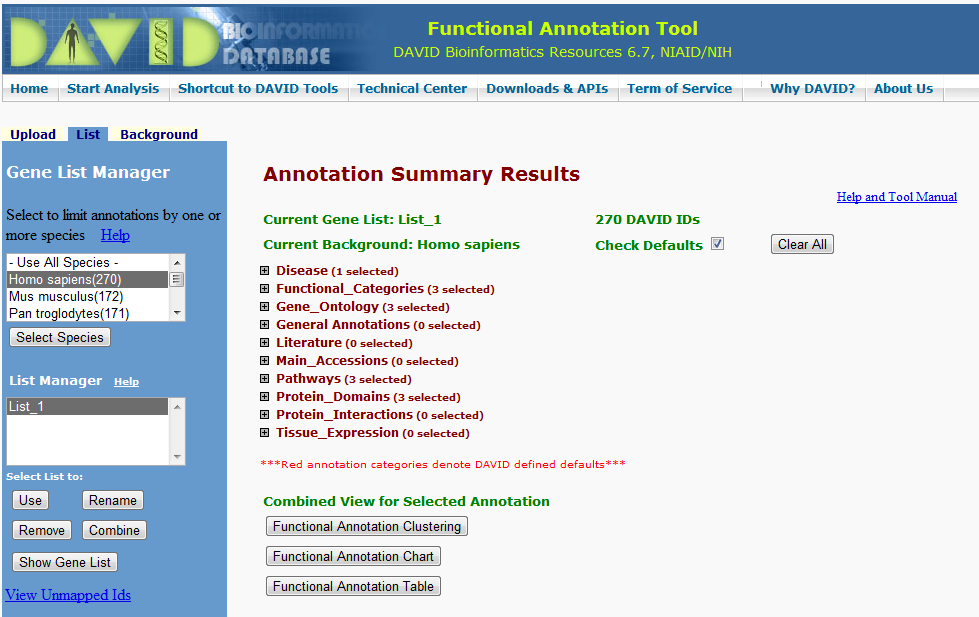 DAVID BIOINFORMATICS
DATABASE
Functional Annotation Tool
DAVID Bioinformatics Resources 6.7, NIAID/NIH
Home Start Analysis Shortcut to DAVID Tools Technical Center Downloads & APIs Term of Service Why DAVID? About Us
Upload List Background
Gene List Manager
Select to limit annotations by one or
more species Help
- Use All Species -
Homo sapiens(270)
Mus musculus(172)
Pan troglodytes(171)
Select Species
List Manager Help
List_1
Select List to:
Use Rename
Remove Combine
Show Gene List
View Unmapped Ids
Annotation Summary Results
Help and Tool Manual
Current Gene List: List_1 270 DAVID IDs
Current Background: Homo sapiens Check Defaults Clear All
Disease (1 selected)
Functional_Categories (3 selected)
Gene_Ontology (3 selected)
General Annotations (0 selected)
Literature (0 selected)
Main_Accessions (0 selected)
Pathways (3 selected)
Protein_Domains (3 selected)
Protein_Interactions (0 selected)
Tissue_Expression (0 selected)
***Red annotation categories denote DAVID defined defaults***
Combined View for Selected Annotation
Functional Annotation Clustering
Functional Annotation Chart
Functional Annotation Table